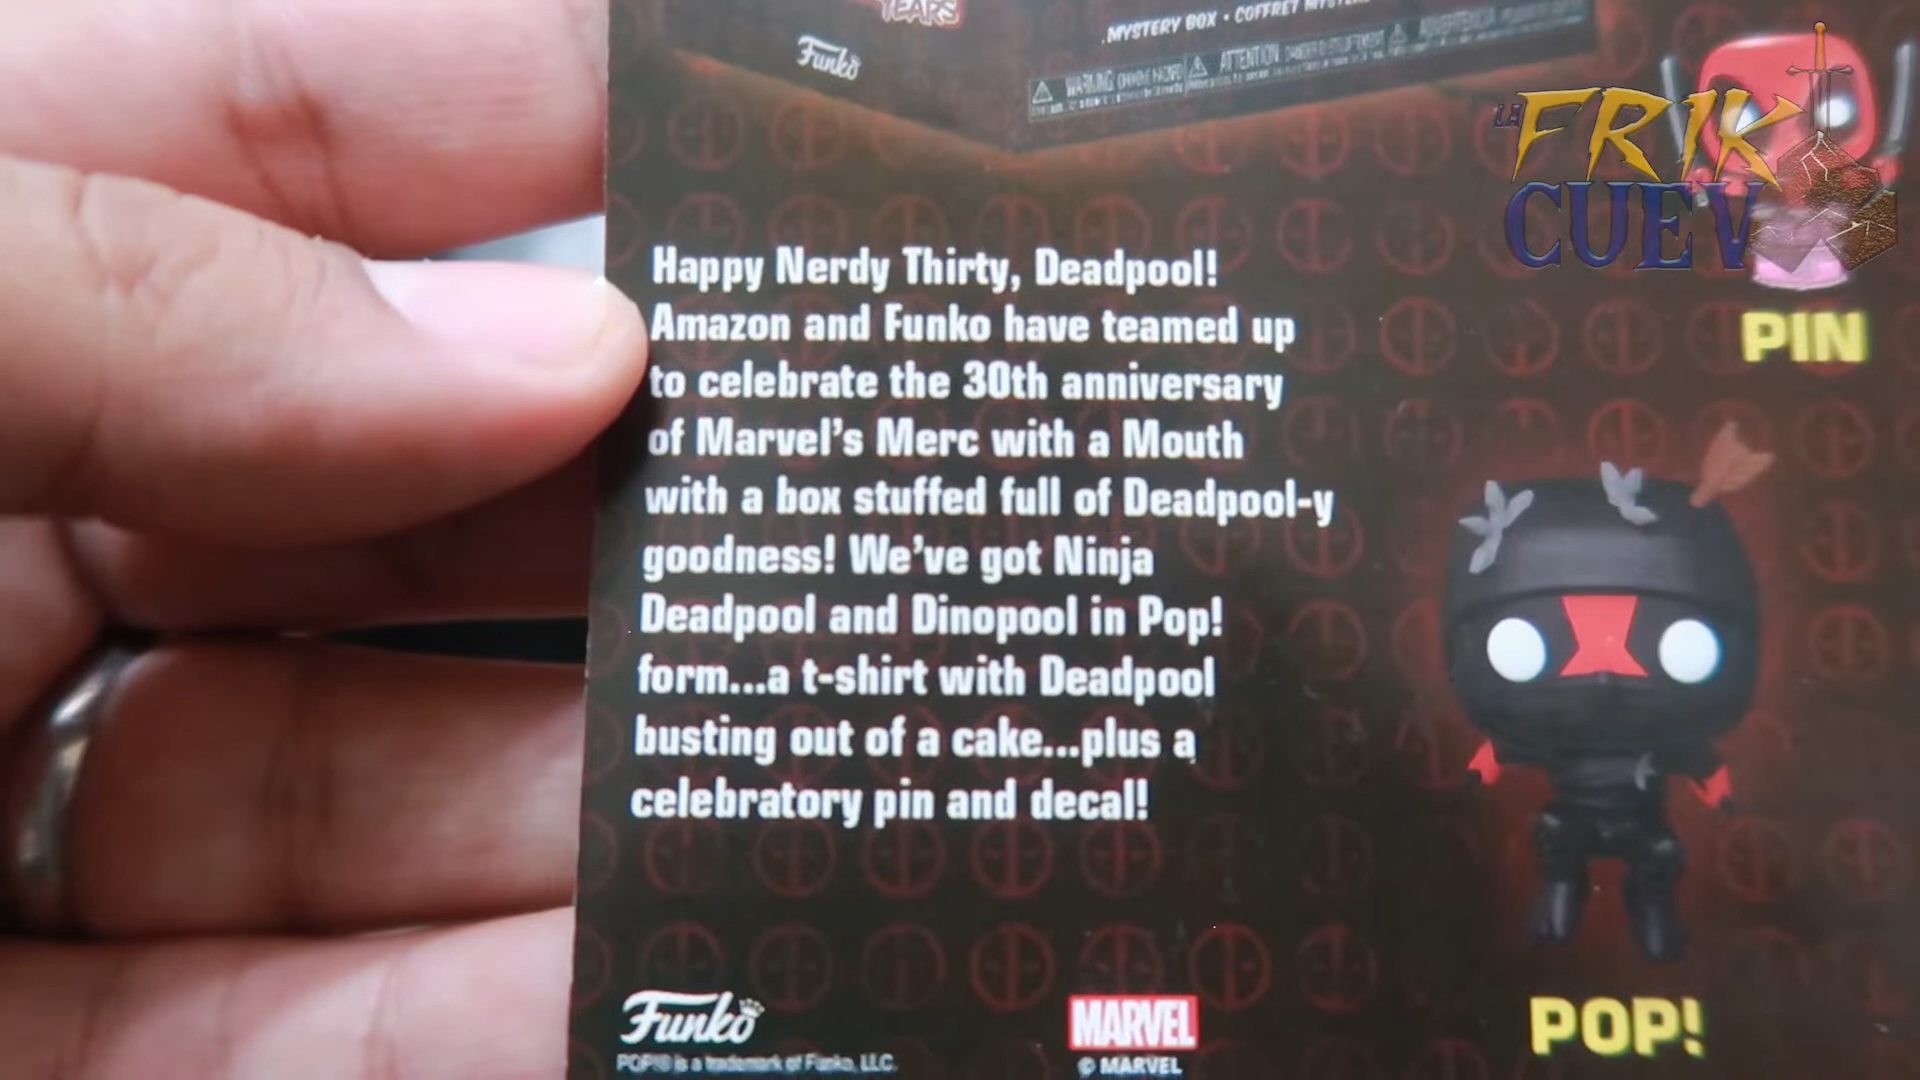 YEARS
Funko
MYSTERY BOX • COFFRET
WARNING
ATTENTION
LA
FRIKI
CUEV
PIN
Happy Nerdy Thirty, Deadpool!
Amazon and Funko have teamed up
to celebrate the 30th anniversary
of Marvel's Merc with a Mouth
with a box stuffed full of Deadpool-y
goodness! We've got Ninja
Deadpool and Dinopool in Pop!
form...a t-shirt with Deadpool
busting out of a cake...plus a
celebratory pin and decal!
POP!
Funko
POP!® is a trademark of Funko, LLC.
MARVEL
© MARVEL